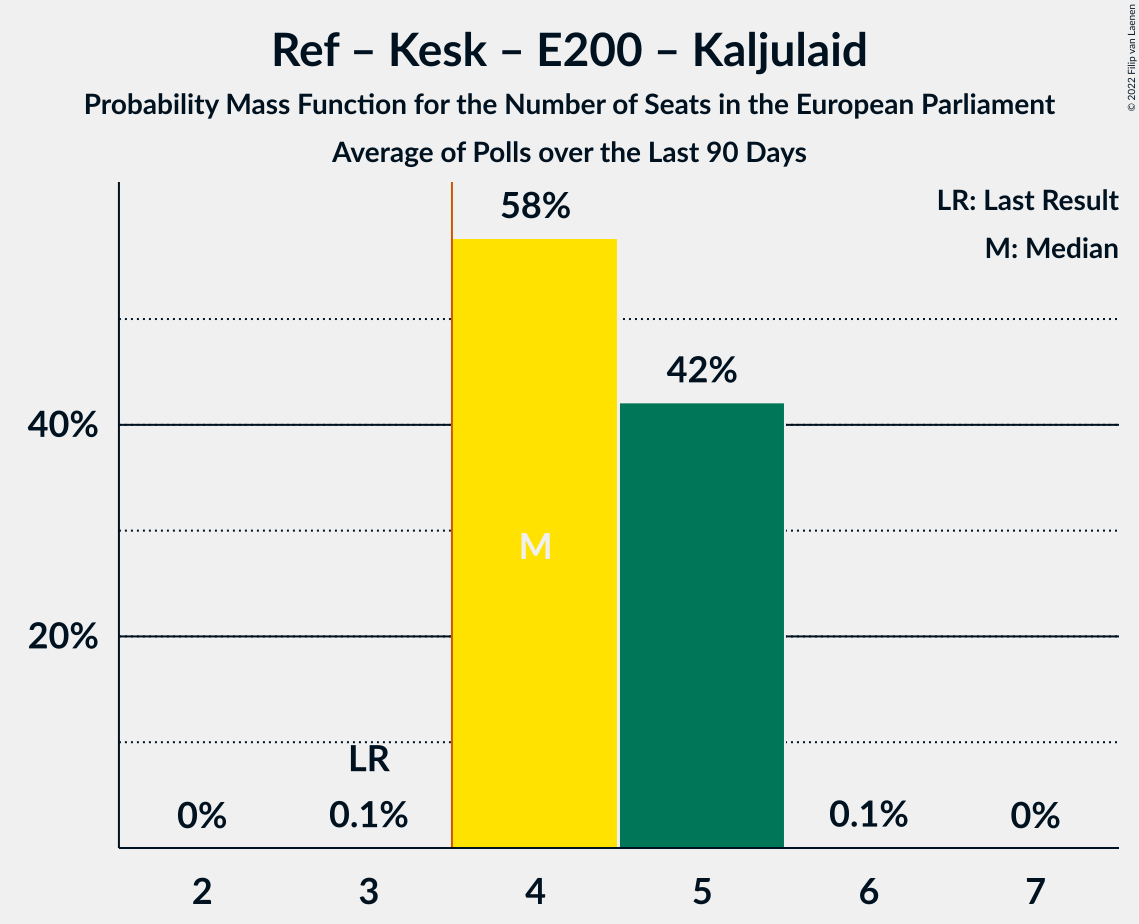 Ref – Kesk – E200 – Kaljulaid
Probability Mass Function for the Number of Seats in the European Parliament
Average of Polls over the Last 90 Days
© 2022 Filip van Laenen
LR: Last Result
M: Median
58%
42%
40%
M
20%
LR
0%
0.1%
0.1%
0%
2
3
4
5
6
7